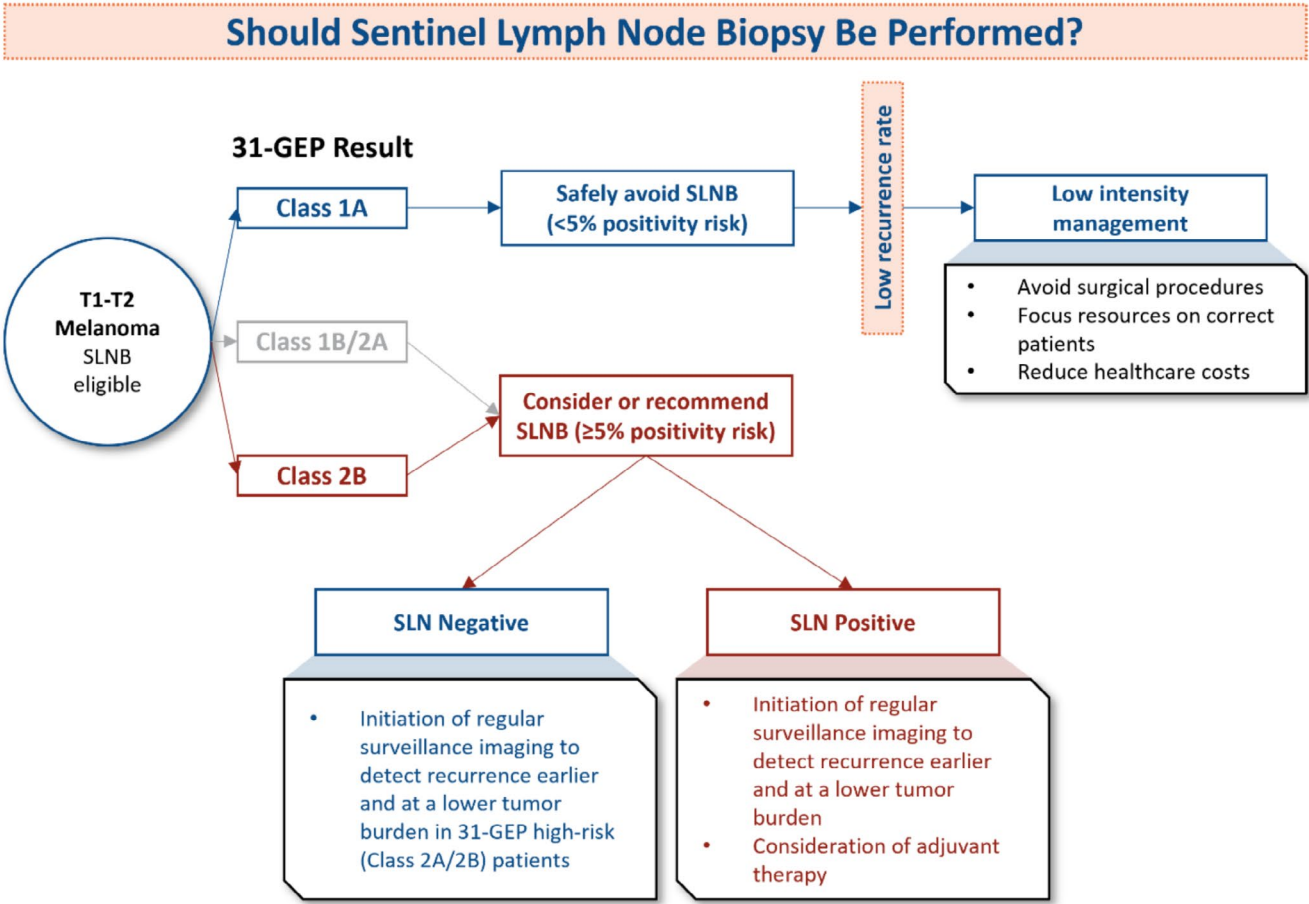 Should Sentinel Lymph Node Biopsy Be Performed?
31-GEP Result
T1-T2
Melanoma
SLNB
eligible
Class 1A
Safely avoid SLNB
(<5% positivity risk)
Low recurrence rate
Low intensity
management
• Avoid surgical procedures
• Focus resources on correct
patients
• Reduce healthcare costs
Class 1B/2A
Class 2B
Consider or recommend
SLNB (≥5% positivity risk)
SLN Negative
• Initiation of regular
surveillance imaging to
detect recurrence earlier
and at a lower tumor
burden in 31-GEP high-risk
(Class 2A/2B) patients
SLN Positive
• Initiation of regular
surveillance imaging to
detect recurrence earlier
and at a lower tumor
burden
• Consideration of adjuvant
therapy